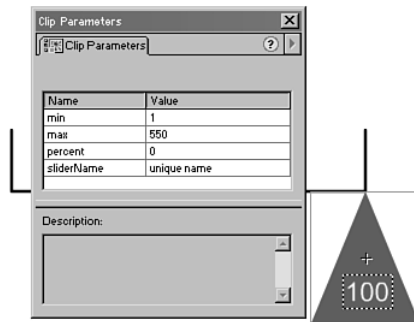 Clip Parameters
Clip Parameters ?
Name Value
min 1
max 550
percent 0
sliderName unique name
Description:
100